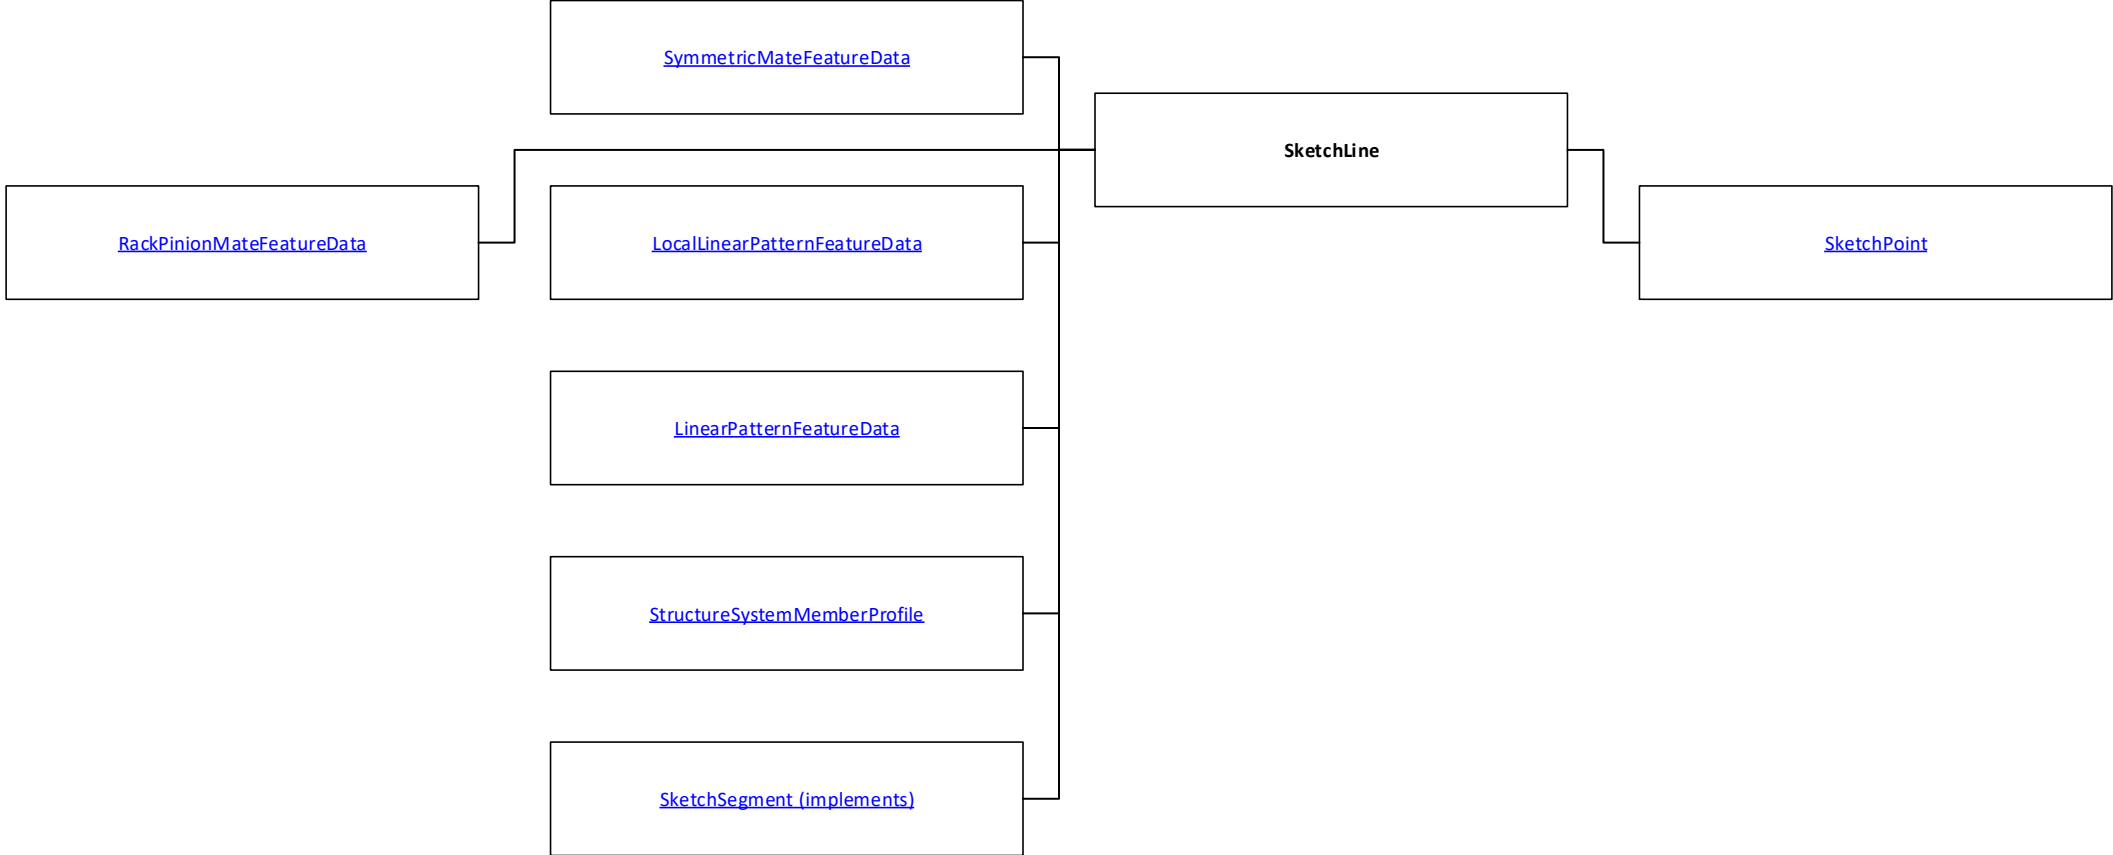 SymmetricMateFeatureData
SketchLine
RackPinionMateFeatureData
LocalLinearPatternFeatureData
SketchPoint
LinearPatternFeatureData
StructureSystemMemberProfile
SketchSegment (implements)